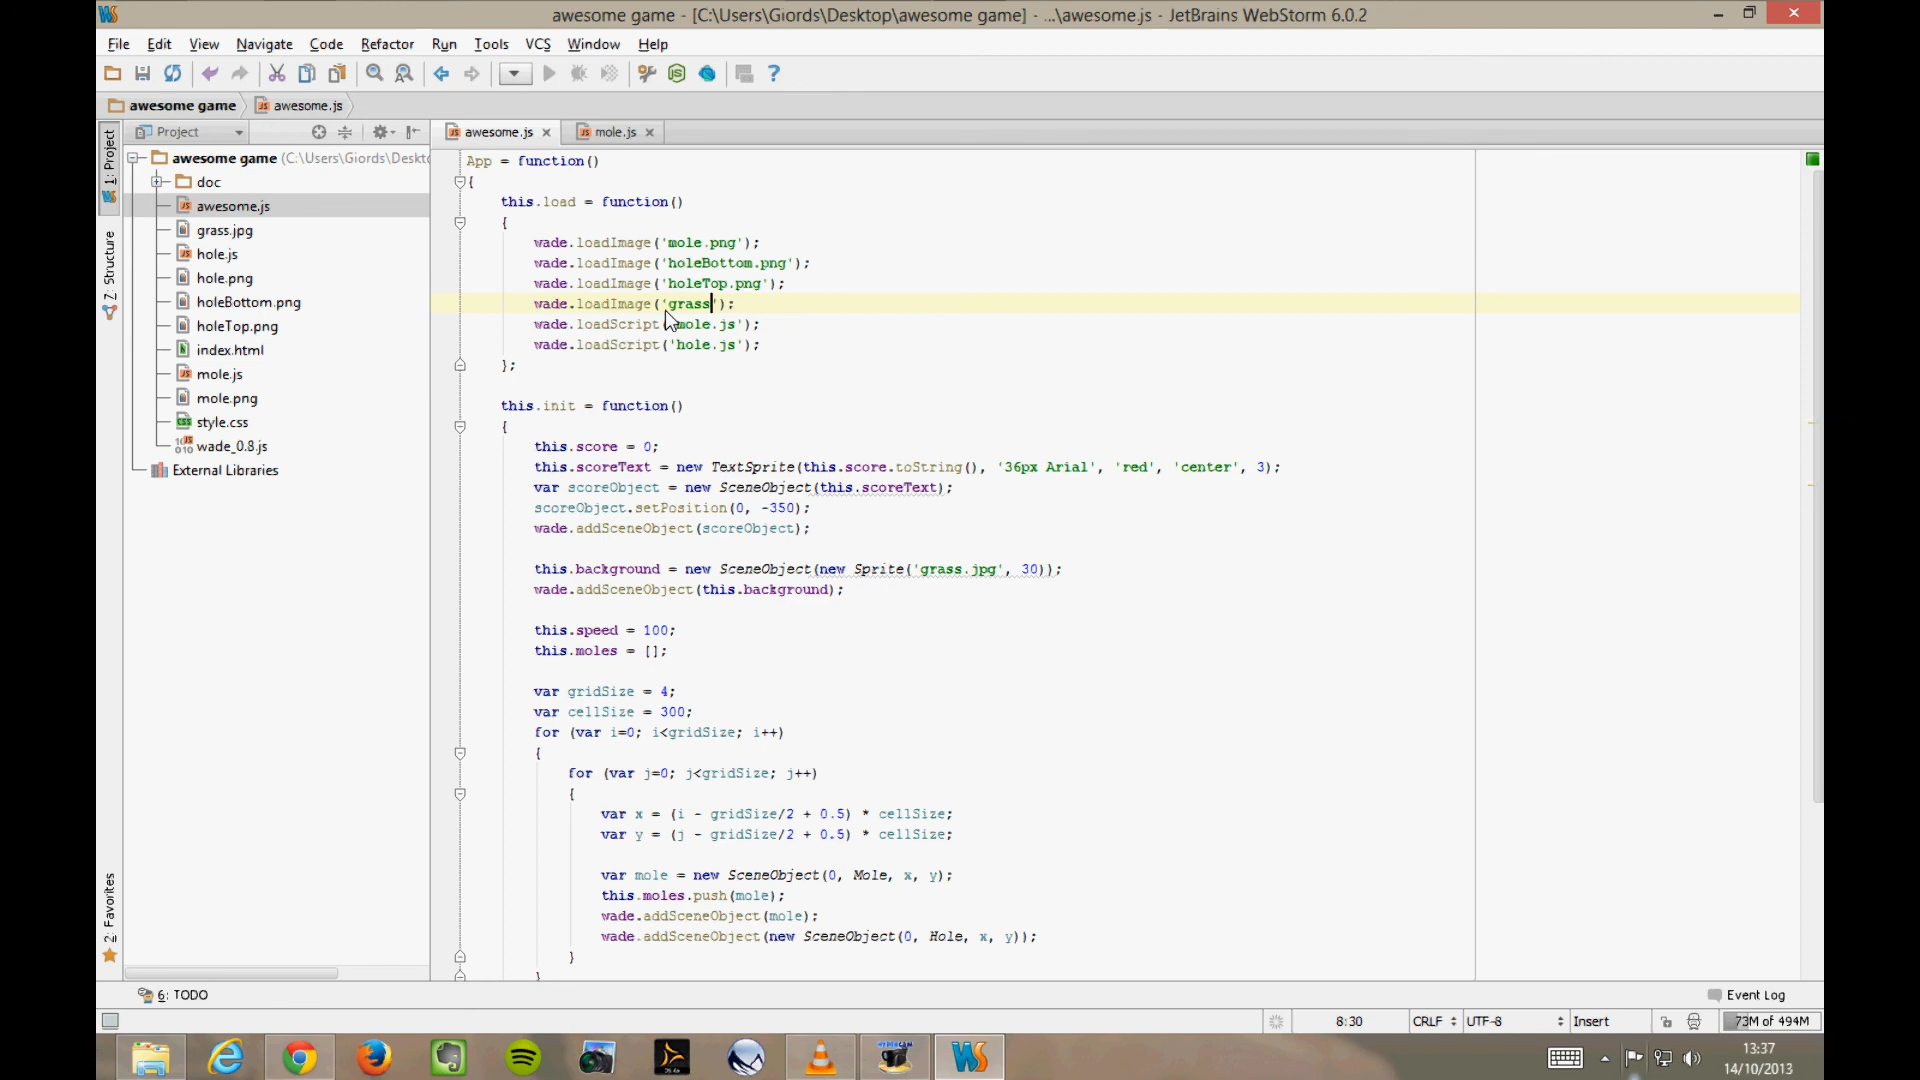 awesome game - [C:\Users\Giords\Desktop\awesome game] - ...\awesome.js - JetBrains WebStorm 6.0.2
File Edit View Navigate Code Refactor Run Tools VCS Window Help
awesome game awesome.js
1: Project
Z: Structure
2: Favorites
Project
awesome game (C:\Users\Giords\Deskto
doc
awesome.js
grass.jpg
hole.js
hole.png
holeBottom.png
holeTop.png
index.html
mole.js
mole.png
style.css
wade_0.8.js
External Libraries
awesome.js mole.js
App = function()
{
this.load = function()
{
wade.loadImage('mole.png');
wade.loadImage('holeBottom.png');
wade.loadImage('holeTop.png');
wade.loadImage('grass');
wade.loadScript('mole.js');
wade.loadScript('hole.js');
};
this.init = function()
{
this.score = 0;
this.scoreText = new TextSprite(this.score.toString(), '36px Arial', 'red', 'center', 3);
var scoreObject = new SceneObject(this.scoreText);
scoreObject.setPosition(0, -350);
wade.addSceneObject(scoreObject);
this.background = new SceneObject(new Sprite('grass.jpg', 30));
wade.addSceneObject(this.background);
this.speed = 100;
this.moles = [];
var gridSize = 4;
var cellSize = 300;
for (var i=0; i<gridSize; i++)
{
for (var j=0; j<gridSize; j++)
{
var x = (i - gridSize/2 + 0.5) * cellSize;
var y = (j - gridSize/2 + 0.5) * cellSize;
var mole = new SceneObject(0, Mole, x, y);
this.moles.push(mole);
wade.addSceneObject(mole);
wade.addSceneObject(new SceneObject(0, Hole, x, y));
}
}
6: TODO
Event Log
8:30 CRLF UTF-8 Insert 73M of 494M
13:37
14/10/2013